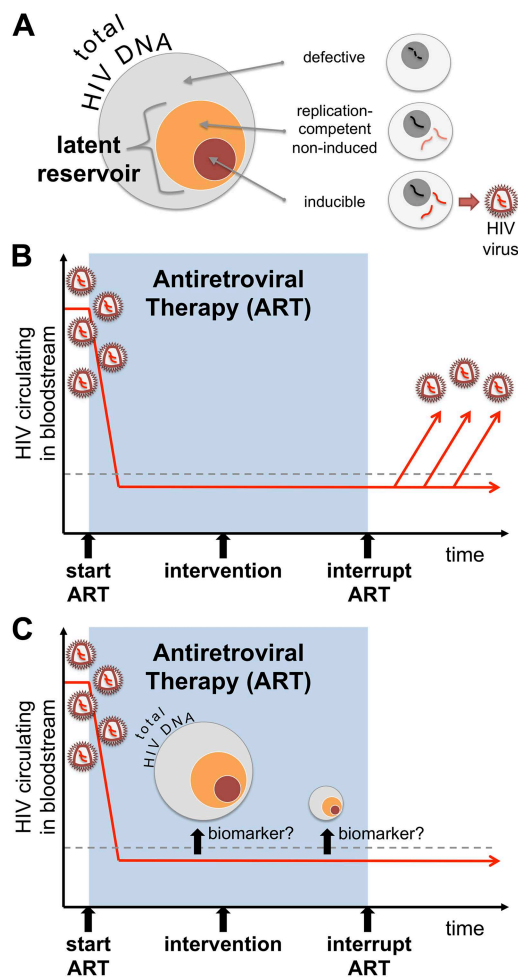 A
total
HIV DNA
defective
replication-
competent
non-induced
latent
reservoir
inducible
HIV
virus
B
Antiretroviral
Therapy (ART)
HIV circulating
in bloodstream
time
start
ART
intervention
interrupt
ART
C
Antiretroviral
Therapy (ART)
total
HIV DNA
HIV circulating
in bloodstream
biomarker?
biomarker?
time
start
ART
intervention
interrupt
ART